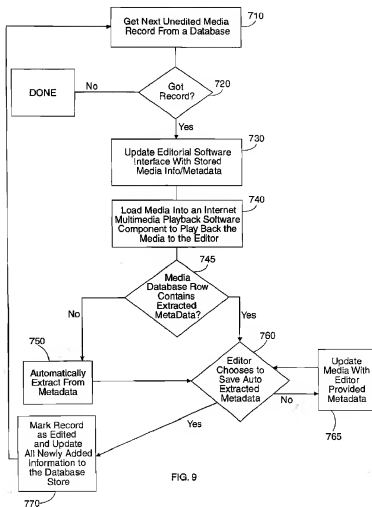 710
Get Next Unedited Media
Record From a Database
DONE
No
Got
Record?
720
Yes
730
Update Editorial Software
Interface With Stored
Media Info/Metadata
740
Load Media Into an Internet
Multimedia Playback Software
Component to Play Back the
Media to the Editor
745
Media
Database Row
Contains
Extracted
MetaData?
No
Yes
750
Automatically
Extract From
Metadata
760
Editor
Chooses to
Save Auto
Extracted
Metadata
No
Update
Media With
Editor
Provided
Metadata
765
Yes
Mark Record
as Edited
and Update
All Newly Added
information to
the Database
Store
770
FIG. 9